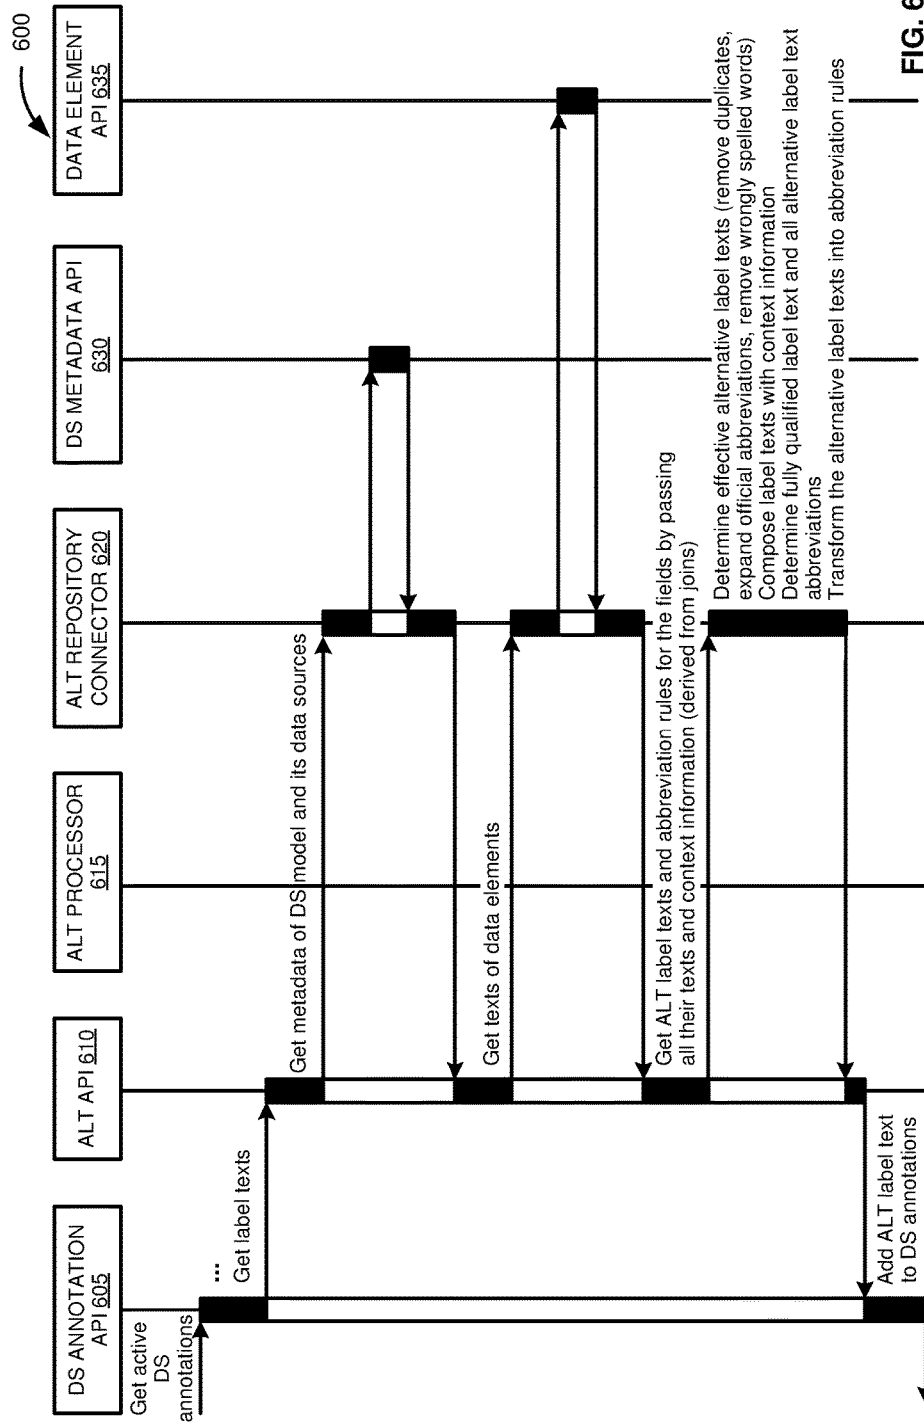 600
DS ANNOTATION
API 605
ALT API 610
ALT PROCESSOR
615
ALT REPOSITORY
CONNECTOR 620
DS METADATA API
630
DATA ELEMENT
API 635
Get active
DS
annotations
...
Get label texts
Get metadata of DS model and its data sources
Get texts of data elements
Get ALT label texts and abbreviation rules for the fields by passing
all their texts and context information (derived from joins)
Determine effective alternative label texts (remove duplicates,
expand official abbreviations, remove wrongly spelled words)
Compose label texts with context information
Determine fully qualified label text and all alternative label text
abbreviations
Transform the alternative label texts into abbreviation rules
Add ALT label text
to DS annotations
FIG. 6